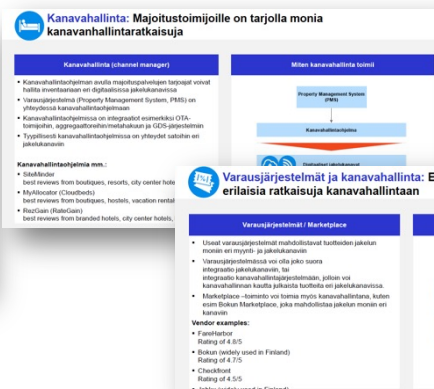 Kanavahallinta: Majoitustoimijoille on tarjolla monia
kanavanhallintaratkaisuja
Kanavahallinta (channel manager)
• Kanavahallintaohjelman avulla majoituspalvelujen tarjoajat voivat
hallita inventaariaan eri digitaalisissa jakelukanavissa
• Varausjärjestelmä (Property Management System, PMS) on
yhteydessä kanavahallintaohjelmaan
• Kanavahallintaohjelmissa on integraatiot esimerkiksi OTA-
toimijoihin, aggregaattoreihin/metahakuun ja GDS-järjestelmiin
• Tyypillisesti kanavahallintaohjelmissa on yhteydet satoihin eri
jakelukanaviin
Kanavahallintaohjelmia mm.:
• SiteMinder
best reviews from boutiques, resorts, city center hote
• MyAllocator (Cloudbeds)
best reviews from boutiques, hostels, vacation rental
• RezGain (RateGain)
best reviews from branded hotels, city center hotels,
Miten kanavahallinta toimii
Property Management System
(PMS)
Kanavahallintaohjelma
Digitaaliset jakelukanavat
Varausjärjestelmät ja kanavahallinta: E
erilaisia ratkaisuja kanavahallintaan
Varausjärjestelmät / Marketplace
• Useat varausjärjestelmät mahdollistavat tuotteiden jakelun
moniin eri myynti- ja jakelukanaviin
• Varausjärjestelmässä voi olla joko suora
integraatio jakelukanaviin, tai
integraatio kanavahallintajärjestelmään, jolloin voi
kanavahallinnan kautta julkaista tuotteita eri jakelukanavissa.
• Marketplace –toiminto voi toimia myös kanavahallintana, kuten
esim Bokun Marketplace, joka mahdollistaa jakelun moniin eri
kanaviin
Vendor examples:
• FareHarbor
Rating of 4.8/5
• Bokun (widely used in Finland)
Rating of 4.7/5
• Checkfront
Rating of 4.5/5